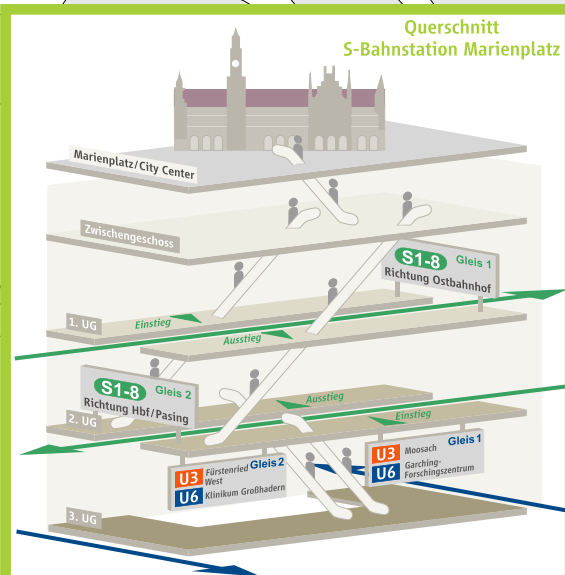 Querschnitt
S-Bahnstation Marienplatz
Marienplatz/City Center
Zwischengeschoss
S1-8 Gleis 1
Richtung Ostbahnhof
1. UG
Einstieg
Ausstieg
S1-8 Gleis 2
Richtung Hbf/Pasing
2. UG
Ausstieg
Einstieg
U3 Fürstenried West Gleis 2
U6 Klinikum Großhadern
U3 Moosach Gleis 1
U6 Garching-
Forschingszentrum
3. UG